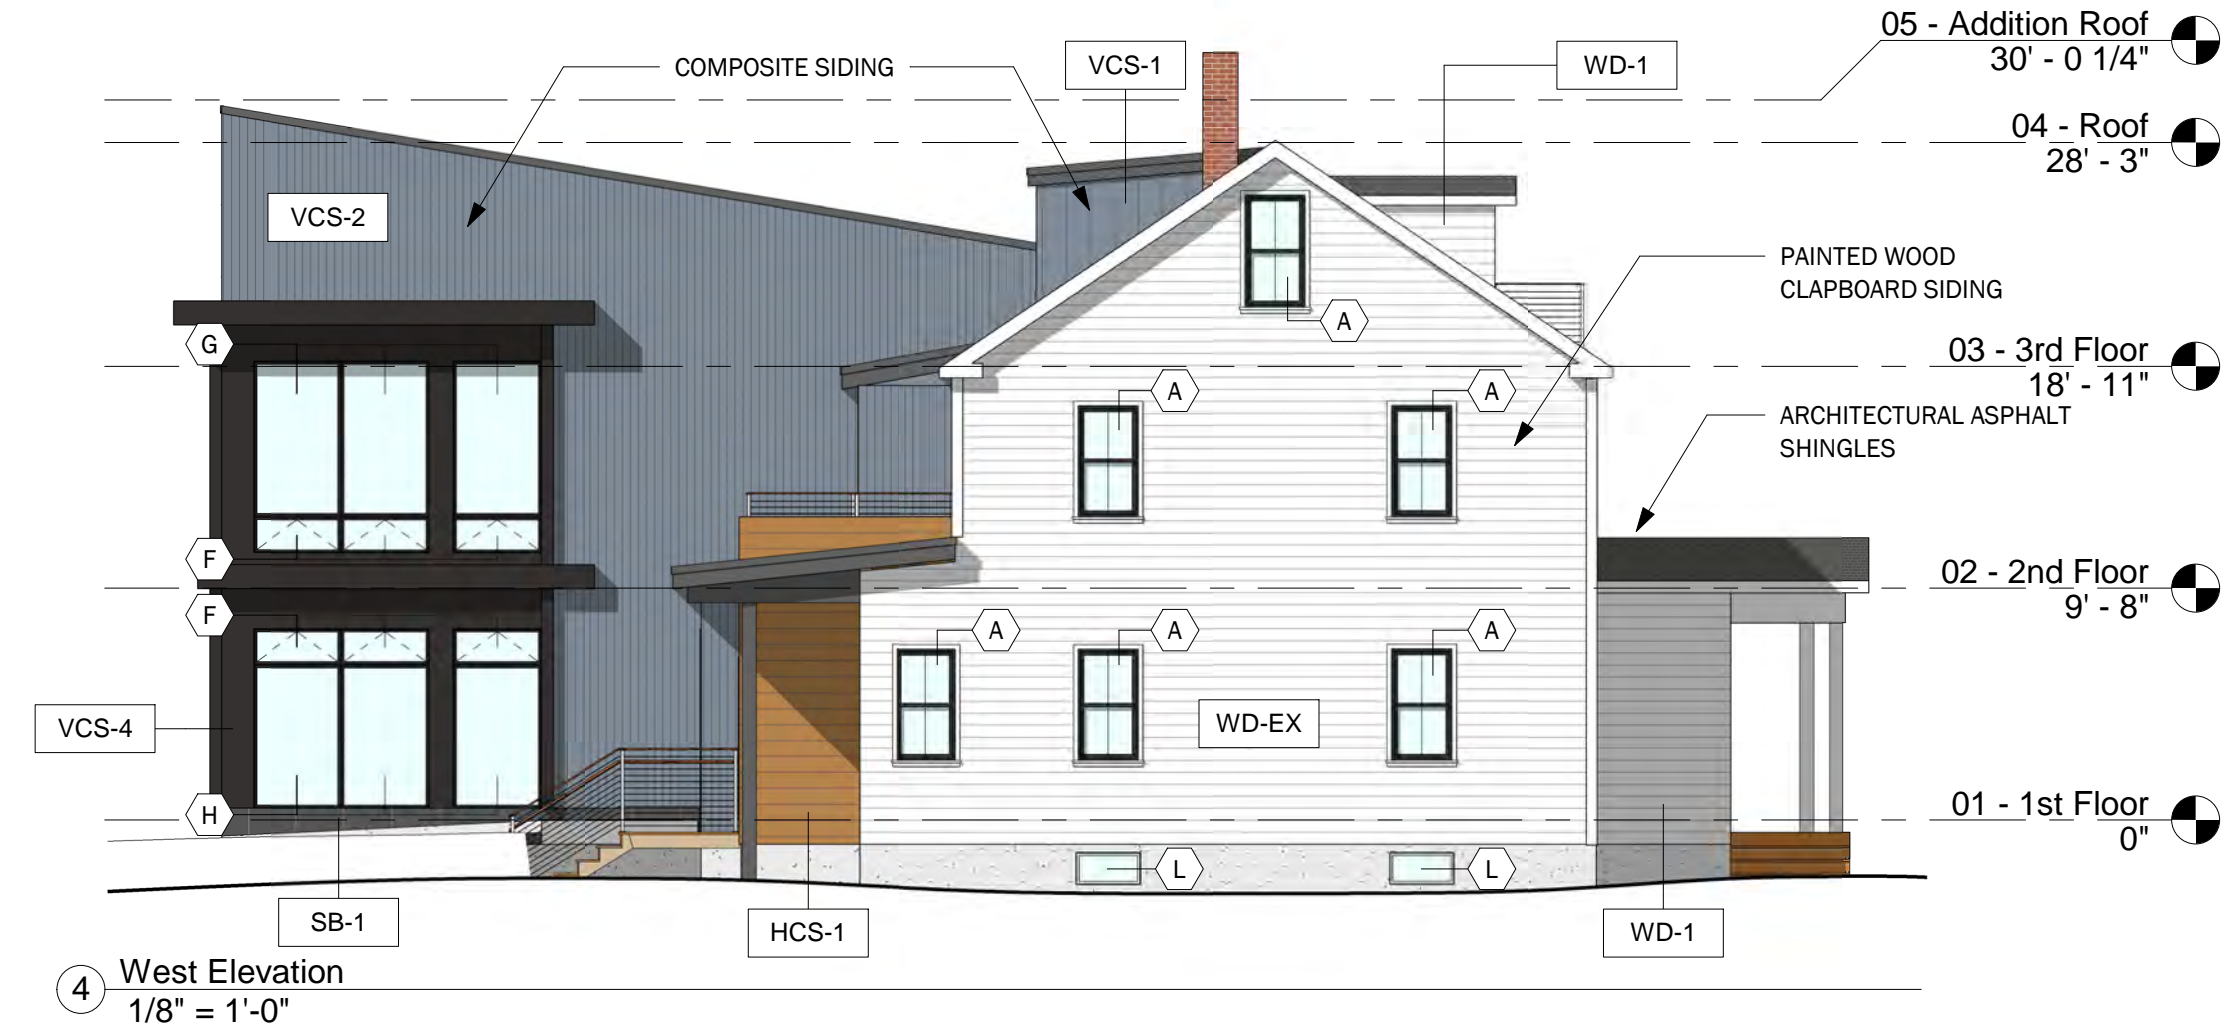 05 - Addition Roof
30' - 0 1/4"
COMPOSITE SIDING
VCS-1
WD-1
04 - Roof
28' - 3"
VCS-2
PAINTED WOOD
CLAPBOARD SIDING
A
G
03 - 3rd Floor
18' - 11"
A
A
ARCHITECTURAL ASPHALT
SHINGLES
F
02 - 2nd Floor
9' - 8"
F
A
A
A
VCS-4
WD-EX
H
01 - 1st Floor
0"
L
L
SB-1
HCS-1
WD-1
4
West Elevation
1/8" = 1'-0"